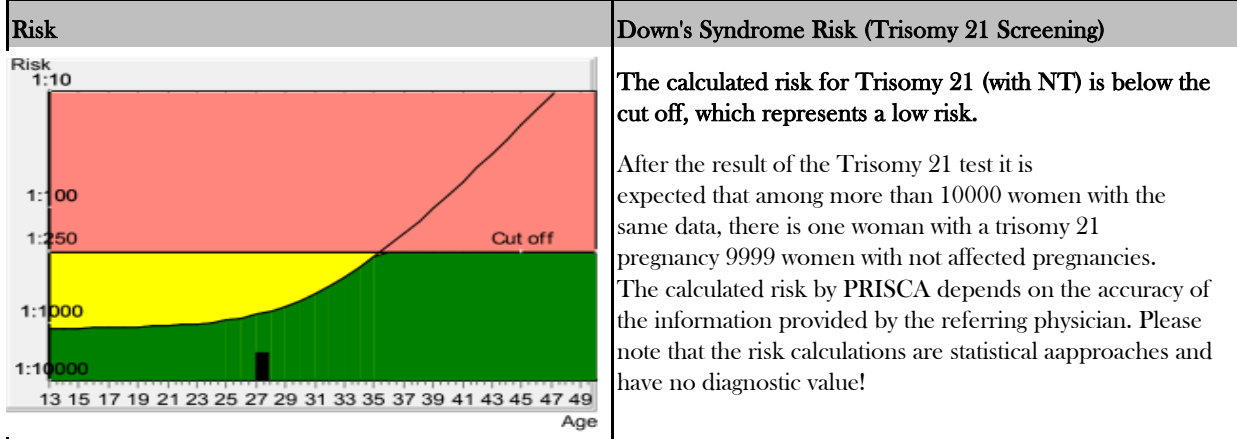 Risk
Risk
1:10
1:100
1:250
Cut off
1:1000
1:10000
13 15 17 19 21 23 25 27 29 31 33 35 37 39 41 43 45 47 49
Age
Down's Syndrome Risk (Trisomy 21 Screening)
The calculated risk for Trisomy 21 (with NT) is below the
cut off, which represents a low risk.
After the result of the Trisomy 21 test it is
expected that among more than 10000 women with the
same data, there is one woman with a trisomy 21
pregnancy 9999 women with not affected pregnancies.
The calculated risk by PRISCA depends on the accuracy of
the information provided by the referring physician. Please
note that the risk calculations are statistical aapproaches and
have no diagnostic value!